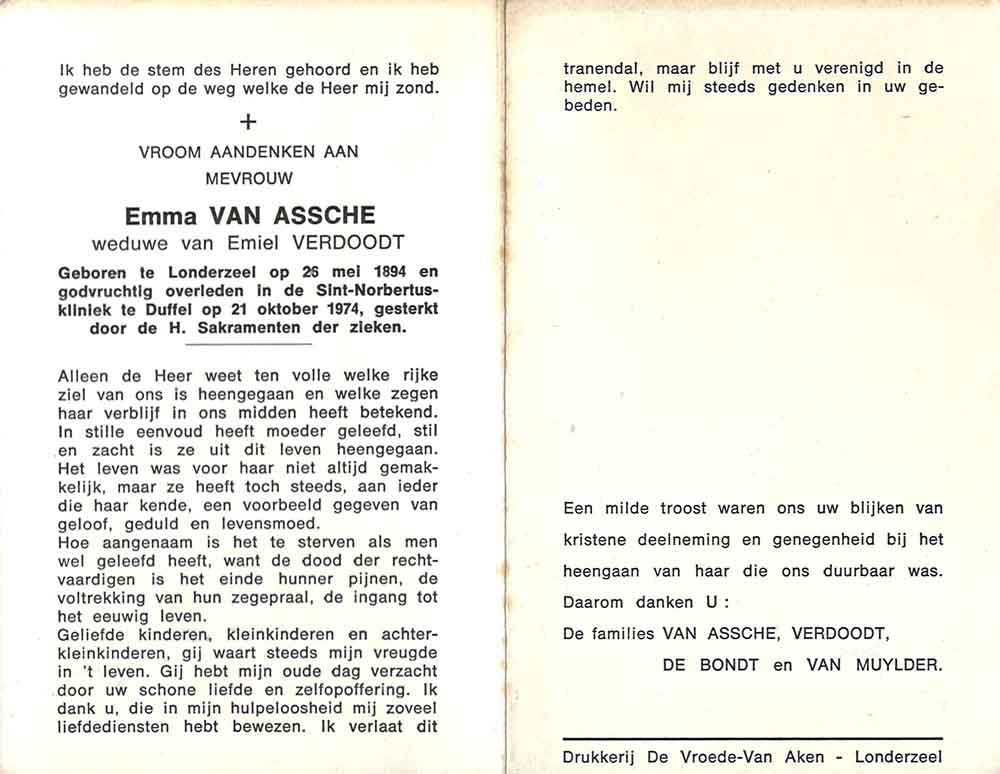 Ik heb de stem des Heren gehoord en ik heb
gewandeld op de weg welke de Heer mij zond.
+
VROOM AANDENKEN AAN
MEVROUW
Emma VAN ASSCHE
weduwe van Emiel VERDOODT
Geboren te Londerzeel op 26 mei 1894 en
godvruchtig overleden in de Sint-Norbertus-
kliniek te Duffel op 21 oktober 1974, gesterkt
door de H. Sakramenten der zieken.
Alleen de Heer weet ten volle welke rijke
ziel van ons is heengegaan en welke zegen
haar verblijf in ons midden heeft betekend.
In stille eenvoud heeft moeder geleefd, stil
en zacht is ze uit dit leven heengegaan.
Het leven was voor haar niet altijd gemak-
kelijk, maar ze heeft toch steeds, aan ieder
die haar kende, een voorbeeld gegeven van
geloof, geduld en levensmoed.
Hoe aangenaam is het te sterven als men
wel geleefd heeft, want de dood der recht-
vaardigen is het einde hunner pijnen, de
voltrekking van hun zegepraal, de ingang tot
het eeuwig leven.
Geliefde kinderen, kleinkinderen en achter-
kleinkinderen, gij waart steeds mijn vreugde
in 't leven. Gij hebt mijn oude dag verzacht
door uw schone liefde en zelfopoffering. Ik
dank u, die in mijn hulpeloosheid mij zoveel
liefdediensten hebt bewezen. Ik verlaat dit
tranendal, maar blijf met u verenigd in de
hemel. Wil mij steeds gedenken in uw ge-
beden.
Een milde troost waren ons uw blijken van
kristene deelneming en genegenheid bij het
heengaan van haar die ons duurbaar was.
Daarom danken U :
De families VAN ASSCHE, VERDOODT,
DE BONDT en VAN MUYLDER.
Drukkerij De Vroede-Van Aken - Londerzeel